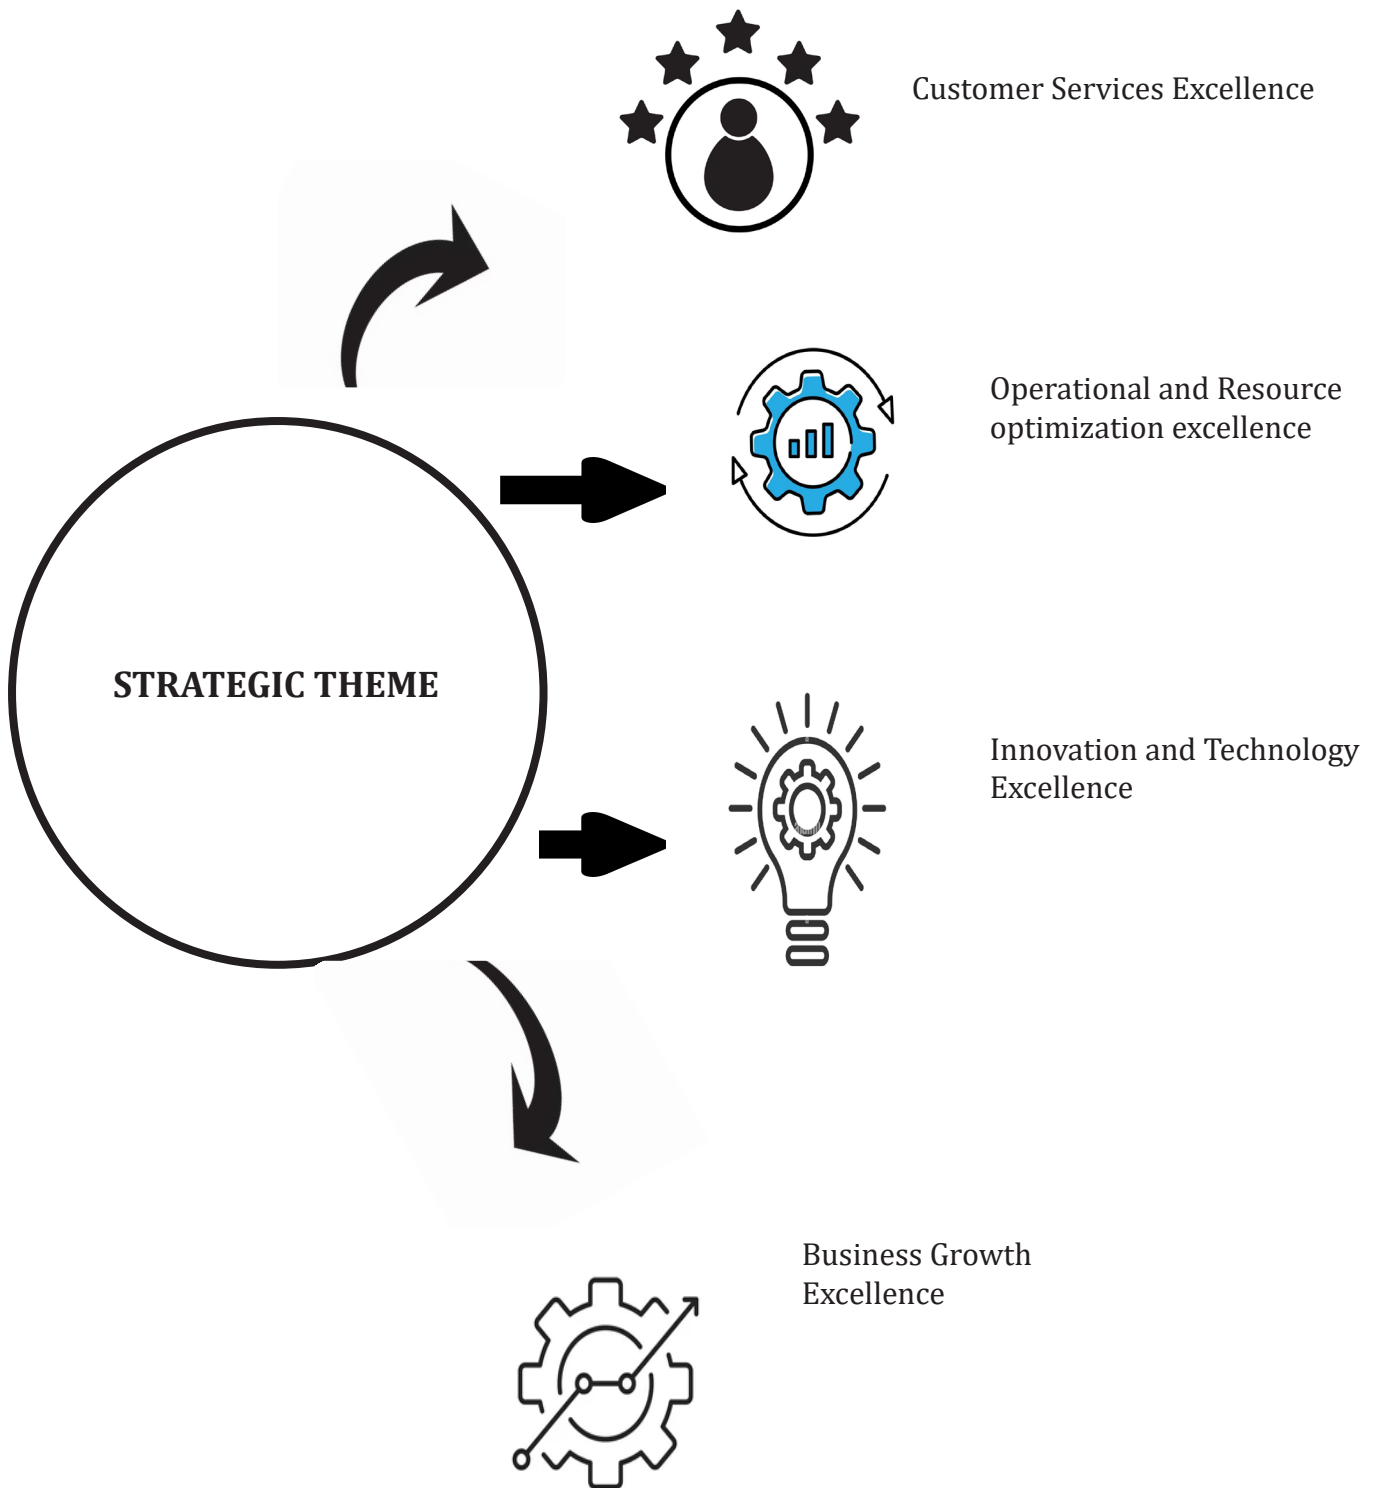 Customer Services Excellence
Operational and Resource
optimization excellence
STRATEGIC THEME
Innovation and Technology
Excellence
Business Growth
Excellence